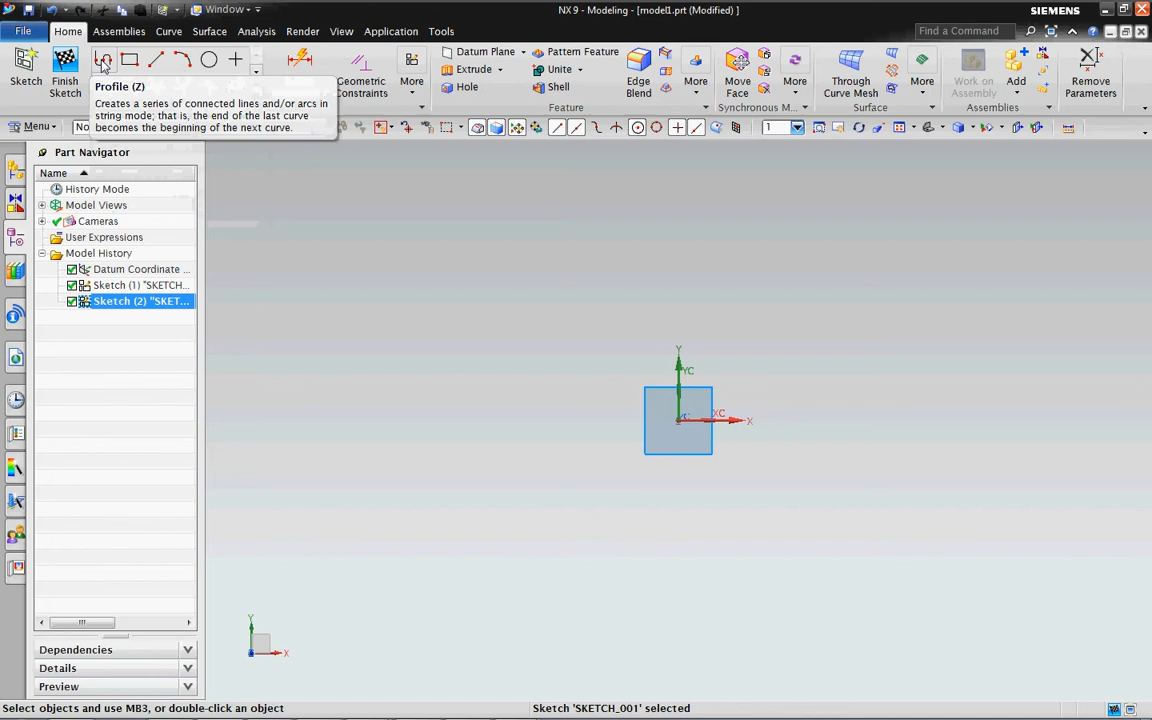 Window
NX 9 - Modeling - [model1.prt (Modified) ]
SIEMENS
File
Home
Assemblies
Curve
Surface
Analysis
Render
View
Application
Tools
Find a Command
Sketch
Finish Sketch
Geometric Constraints
More
Datum Plane
Extrude
Hole
Pattern Feature
Unite
Shell
Edge Blend
More
Move Face
More
Through Curve Mesh
More
Work on Assembly
Add
Remove Parameters
Feature
Synchronous M...
Surface
Assemblies
Profile (Z)
Creates a series of connected lines and/or arcs in
string mode; that is, the end of the last curve
becomes the beginning of the next curve.
Menu
No
1
Part Navigator
Name
History Mode
Model Views
Cameras
User Expressions
Model History
Datum Coordinate ...
Sketch (1) "SKETCH...
Sketch (2) "SKET...
Y
YC
XC
X
Y
X
Dependencies
Details
Preview
Select objects and use MB3, or double-click an object
Sketch 'SKETCH_001' selected